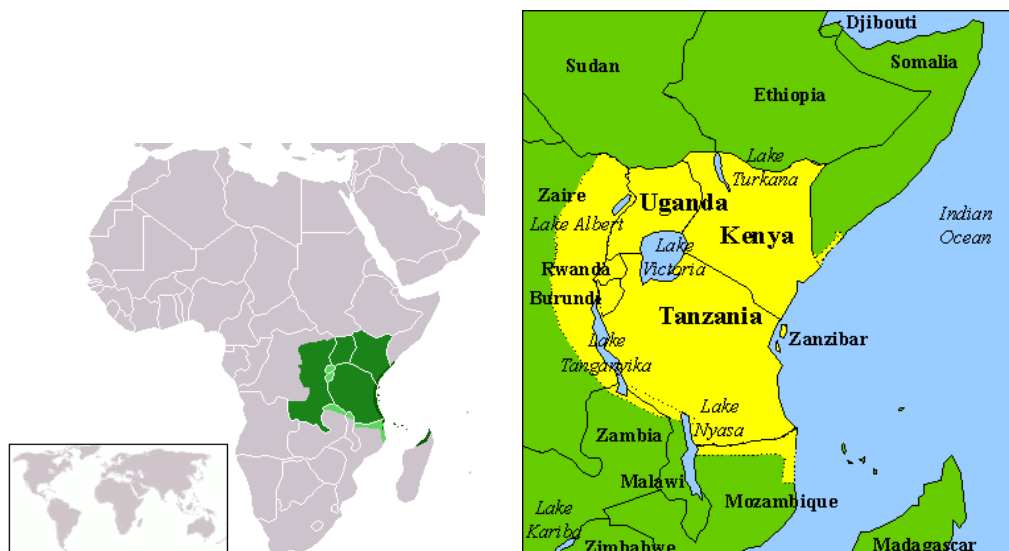 Djibouti
Sudan
Somalia
Ethiopia
Lake
Turkana
Zaire
Uganda
Lake Albert
Indian
Ocean
Kenya
Lake
Victoria
Rwanda
Burundi
Tanzania
Zanzibar
Lake
Tanganyika
Lake
Nyasa
Zambia
Malawi
Mozambique
Lake
Kariba
Zimbabwe
Madagascar